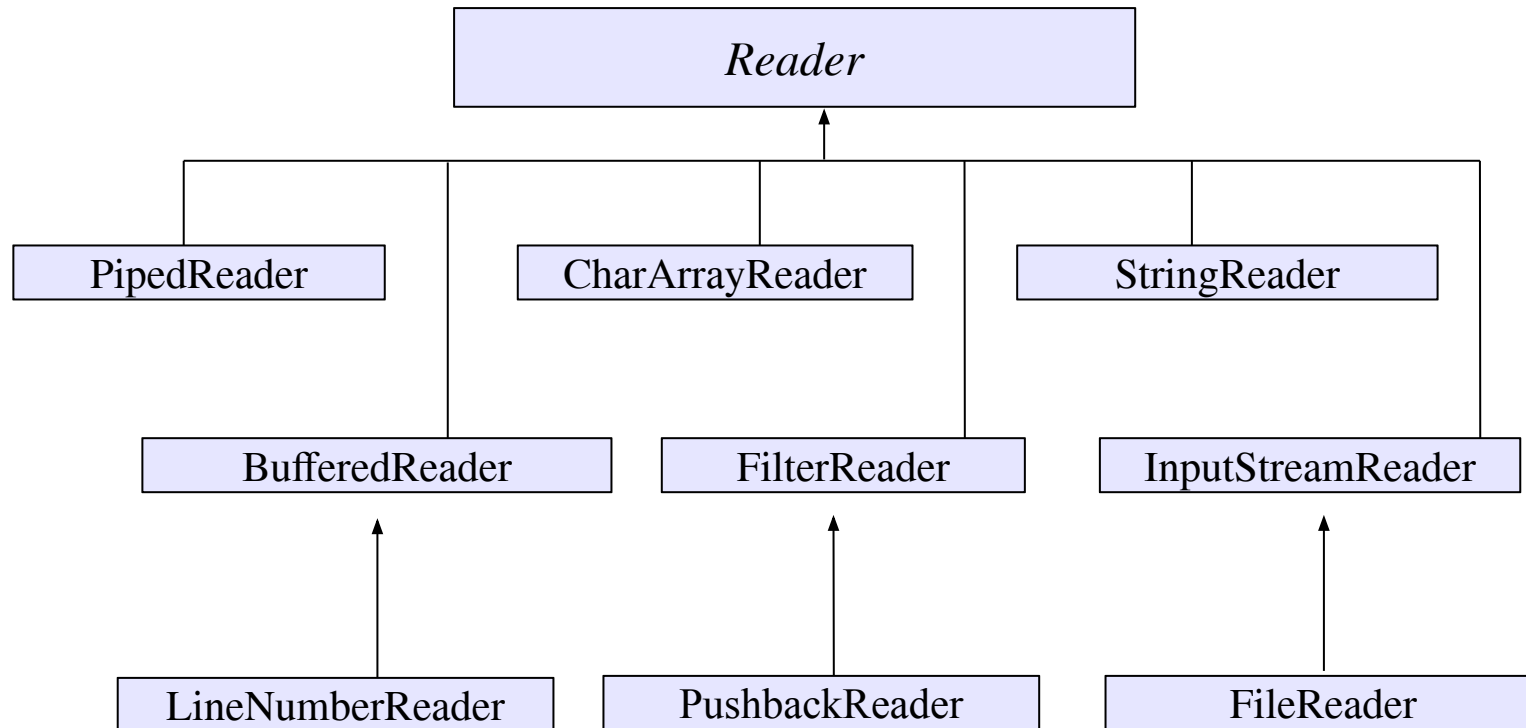 Reader
PipedReader
CharArrayReader
StringReader
BufferedReader
FilterReader
InputStreamReader
LineNumberReader
PushbackReader
FileReader